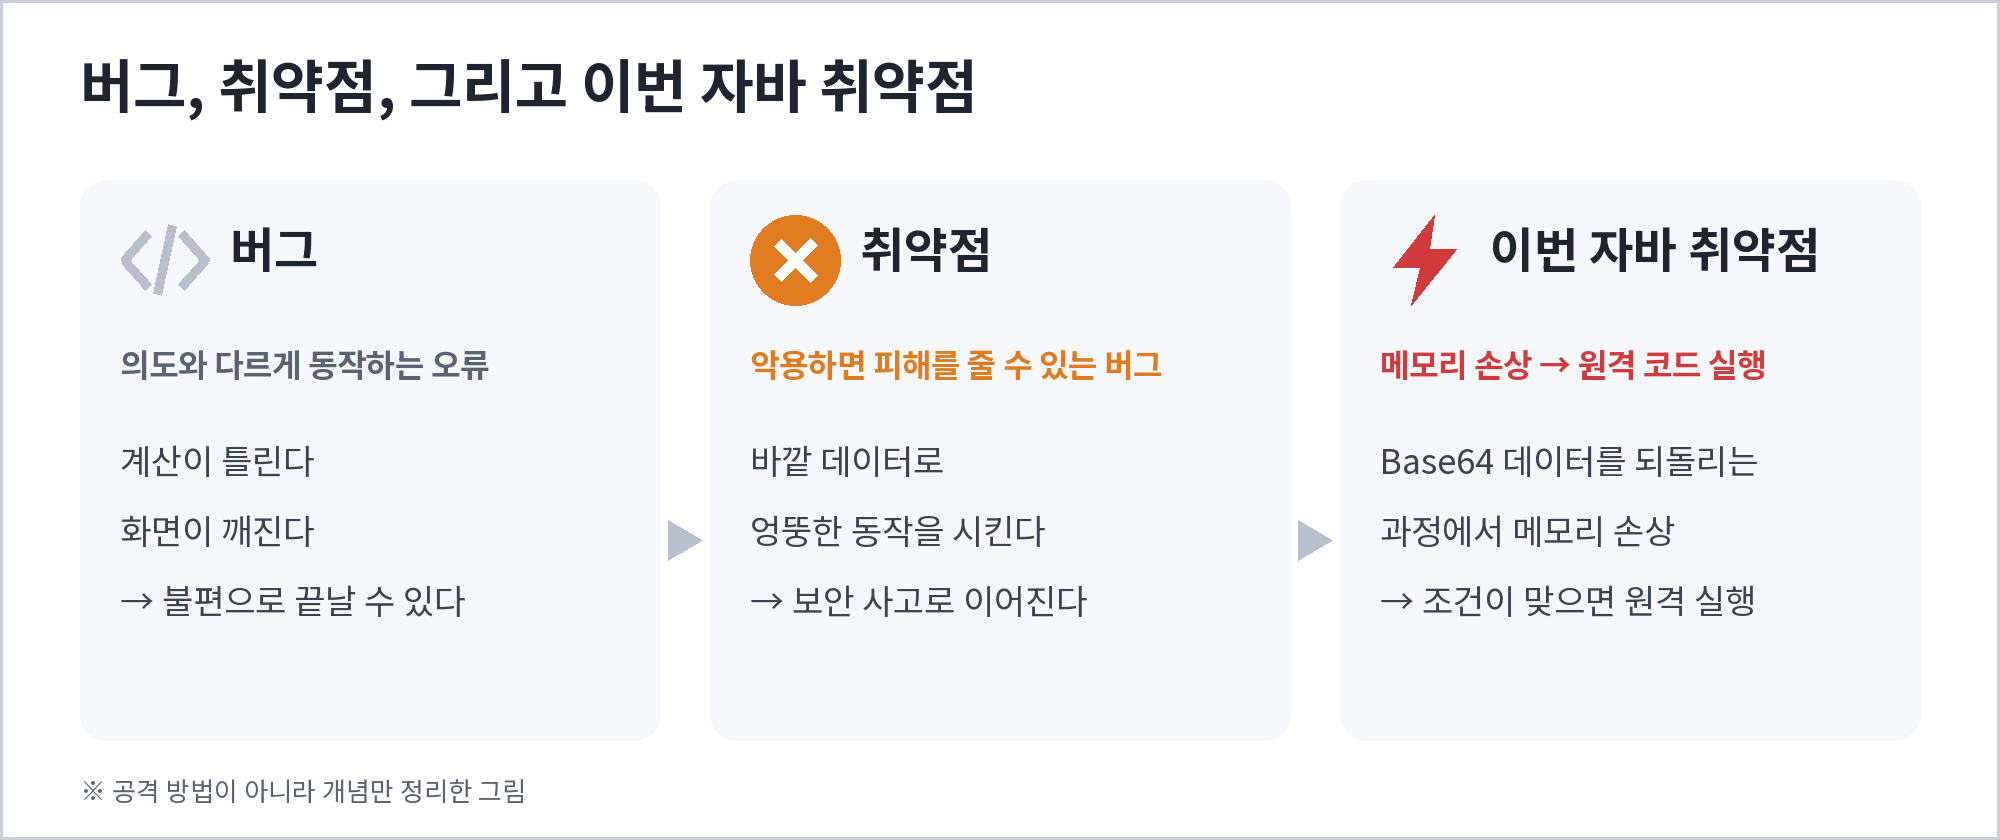 버그, 취약점, 그리고 이번 자바 취약점
버그
의도와 다르게 동작하는 오류
계산이 틀린다
화면이 깨진다
→ 불편으로 끝날 수 있다
취약점
악용하면 피해를 줄 수 있는 버그
바깥 데이터로
엉뚱한 동작을 시킨다
→ 보안 사고로 이어진다
이번 자바 취약점
메모리 손상 → 원격 코드 실행
Base64 데이터를 되돌리는
과정에서 메모리 손상
→ 조건이 맞으면 원격 실행
※ 공격 방법이 아니라 개념만 정리한 그림